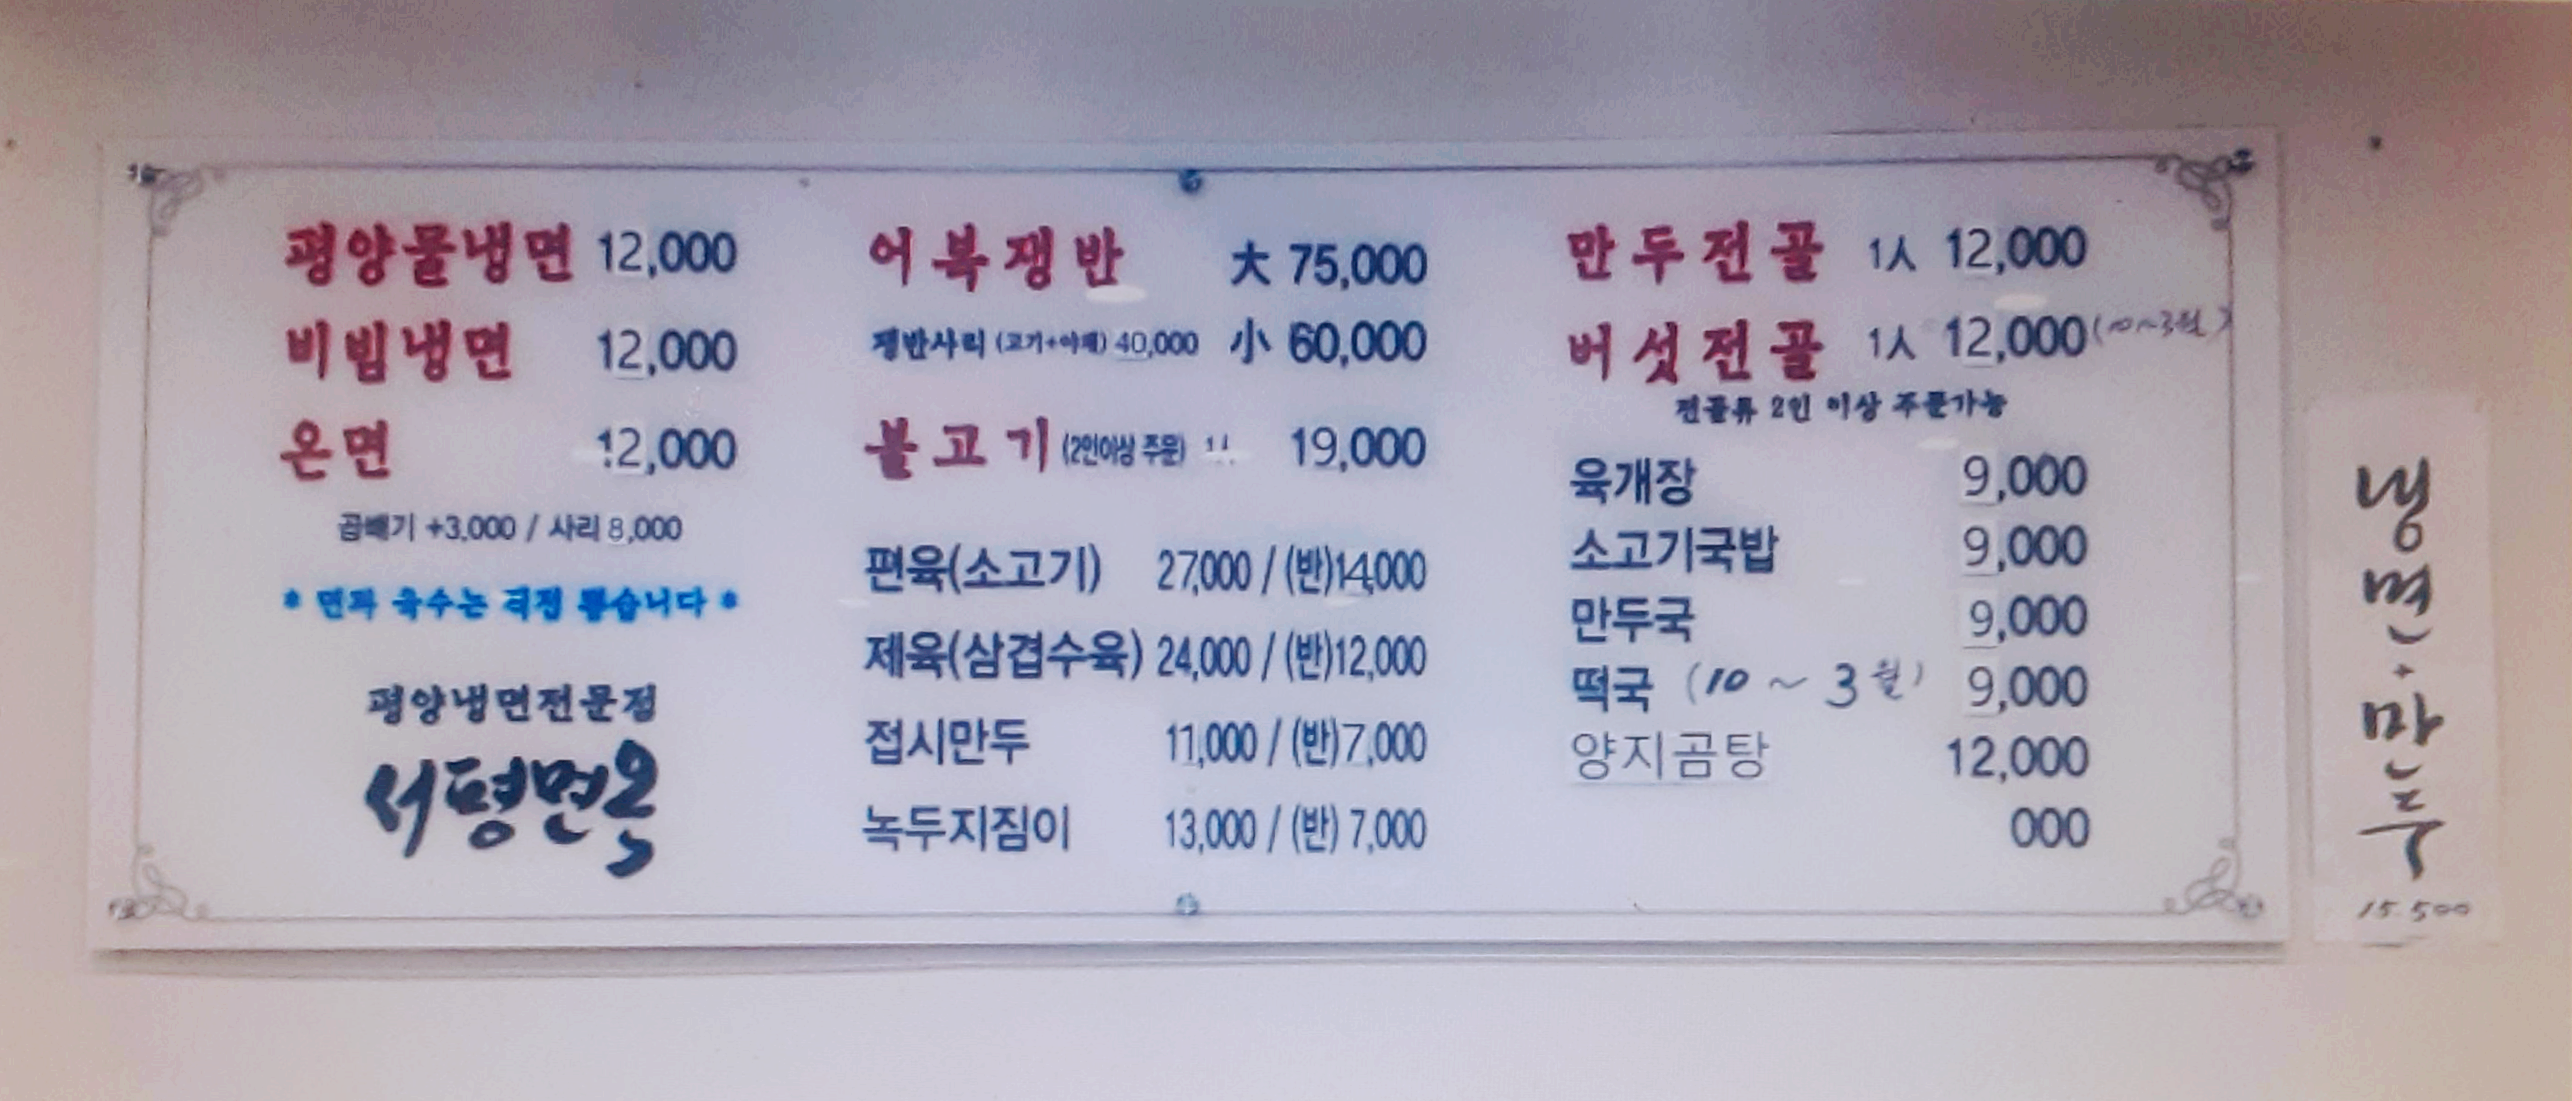 평양물냉면 12,000
비빔냉면 12,000
온면 12,000
곱빼기 +3,000 / 사리 8,000
* 면과 육수는 직접 뽑습니다 *
평양냉면전문점
서평면옥
어복쟁반 大 75,000
쟁반사리 (고기+야채) 40,000 小 60,000
불고기 (2인이상 주문) 19,000
편육(소고기) 27,000 / (반)14,000
제육(삼겹수육) 24,000 / (반)12,000
접시만두 11,000 / (반)7,000
녹두지짐이 13,000 / (반) 7,000
만두전골 1人 12,000
버섯전골 1人 12,000 (10~3월)
전골류 2인 이상 주문가능
육개장 9,000
소고기국밥 9,000
만두국 9,000
떡국 (10 ~ 3월) 9,000
양지곰탕 12,000
000
냉면+만두
15.500